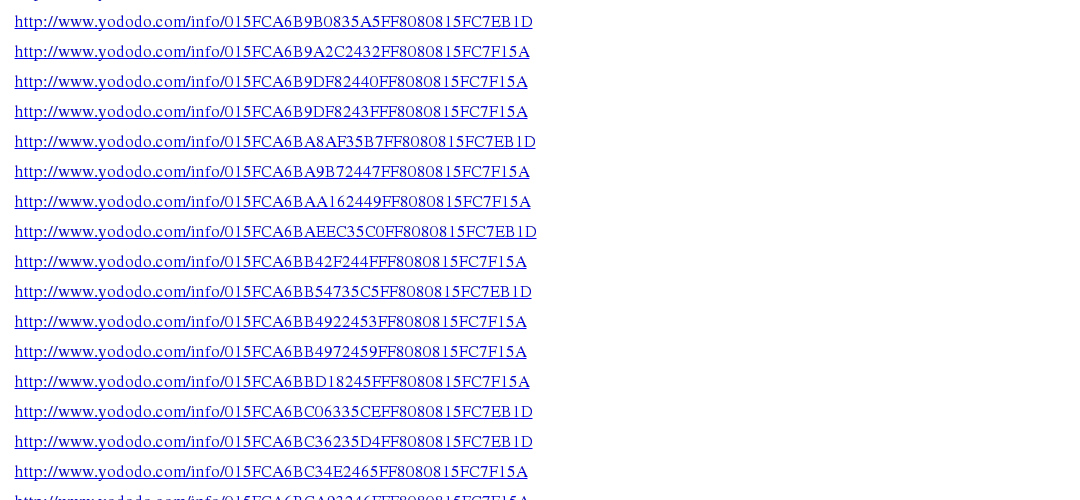 http://www.yododo.com/info/015FCA6B9B0835A5FF8080815FC7EB1D
http://www.yododo.com/info/015FCA6B9A2C2432FF8080815FC7F15A
http://www.yododo.com/info/015FCA6B9DF82440FF8080815FC7F15A
http://www.yododo.com/info/015FCA6B9DF8243FFF8080815FC7F15A
http://www.yododo.com/info/015FCA6BA8AF35B7FF8080815FC7EB1D
http://www.yododo.com/info/015FCA6BA9B72447FF8080815FC7F15A
http://www.yododo.com/info/015FCA6BAA162449FF8080815FC7F15A
http://www.yododo.com/info/015FCA6BAEEC35C0FF8080815FC7EB1D
http://www.yododo.com/info/015FCA6BB42F244FFF8080815FC7F15A
http://www.yododo.com/info/015FCA6BB54735C5FF8080815FC7EB1D
http://www.yododo.com/info/015FCA6BB4922453FF8080815FC7F15A
http://www.yododo.com/info/015FCA6BB4972459FF8080815FC7F15A
http://www.yododo.com/info/015FCA6BBD18245FFF8080815FC7F15A
http://www.yododo.com/info/015FCA6BC06335CEFF8080815FC7EB1D
http://www.yododo.com/info/015FCA6BC36235D4FF8080815FC7EB1D
http://www.yododo.com/info/015FCA6BC34E2465FF8080815FC7F15A